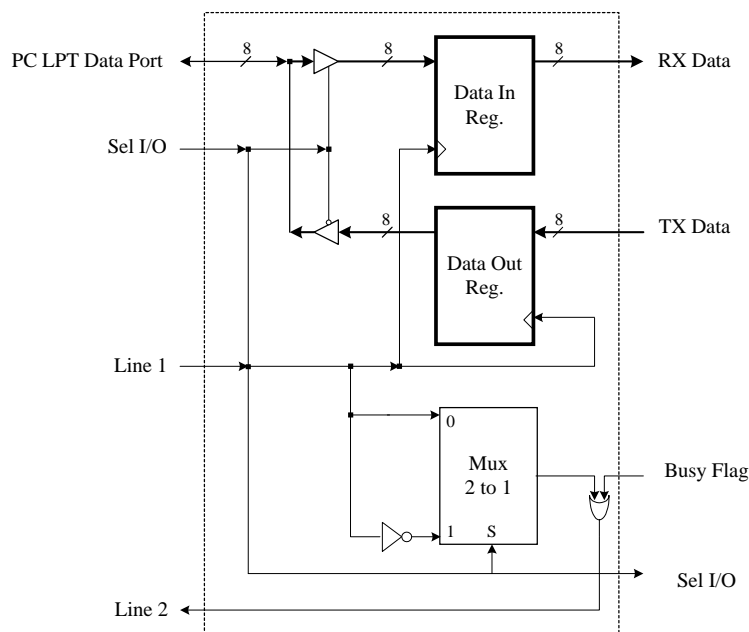 PC LPT Data Port
8
8
Data In
Reg.
8
RX Data
Sel I/O
8
Data Out
Reg.
8
TX Data
Line 1
0
Mux
2 to 1
1
S
Busy Flag
Sel I/O
Line 2